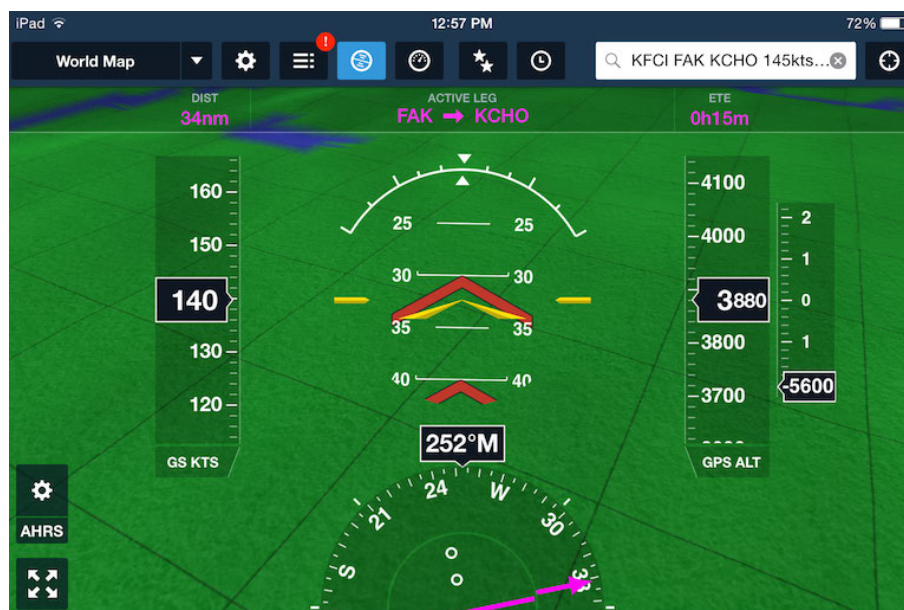 iPad 12:57 PM 72%
World Map ! KFCI FAK KCHO 145kts...
DIST ACTIVE LEG ETE
34nm FAK → KCHO 0h15m
160 4100
25 25 2
150 4000
1
30 30
140 3880 0
35 35
130 3800 1
40 40
120 3700 -5600
252°M
GS KTS GPS ALT
24 W
21 30
AHRS
S 33